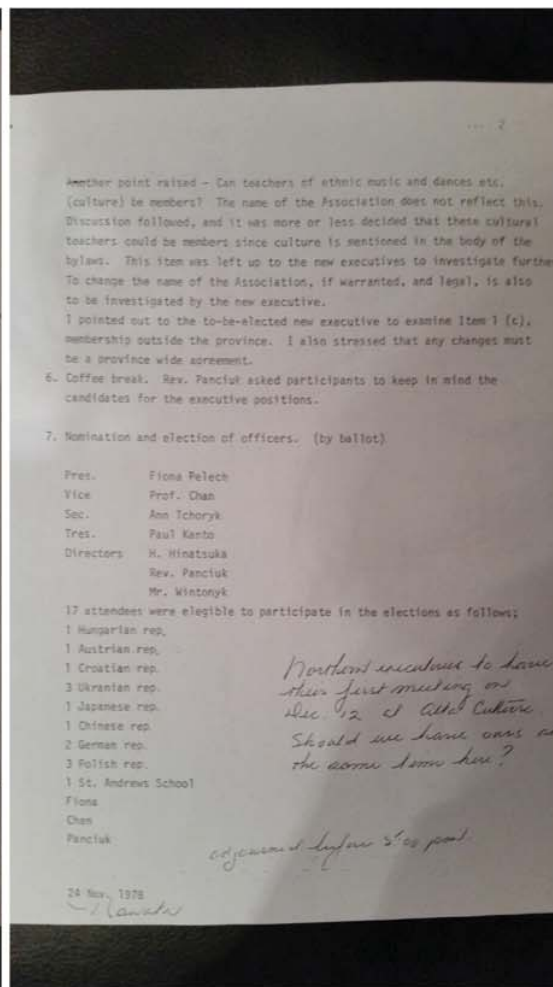 ... 2
Another point raised - Can teachers of ethnic music and dances etc.
(culture) be members? The name of the Association does not reflect this.
Discussion followed, and it was more or less decided that these cultural
teachers could be members since culture is mentioned in the body of the
bylaws. This item was left up to the new executives to investigate furthe
To change the name of the Association, if warranted, and legal, is also
to be investigated by the new executive.
I pointed out to the to-be-elected new executive to examine Item 1 (c),
membership outside the province. I also stressed that any changes must
be a province wide agreement.
6. Coffee break. Rev. Panciuk asked participants to keep in mind the
candidates for the executive positions.
7. Nomination and election of officers. (by ballot)
Pres. Fiona Pelech
Vice Prof. Chan
Sec. Ann Tchoryk
Tres. Paul Kanto
Directors H. Hinatsuka
Rev. Panciuk
Mr. Wintonyk
17 attendees were elegible to participate in the elections as follows;
1 Hungarian rep.
1 Austrian rep.
1 Croatian rep.
3 Ukranian rep.
1 Japanese rep.
1 Chinese rep.
2 German rep.
3 Polish rep.
1 St. Andrews School
Fiona
Chan
Panciuk
Northern executives to have
their first meeting on
Dec. 12 at Alta Culture.
Should we have ours a
the same time here?
adjourned before 5:00 p.m.
24 Nov. 1978